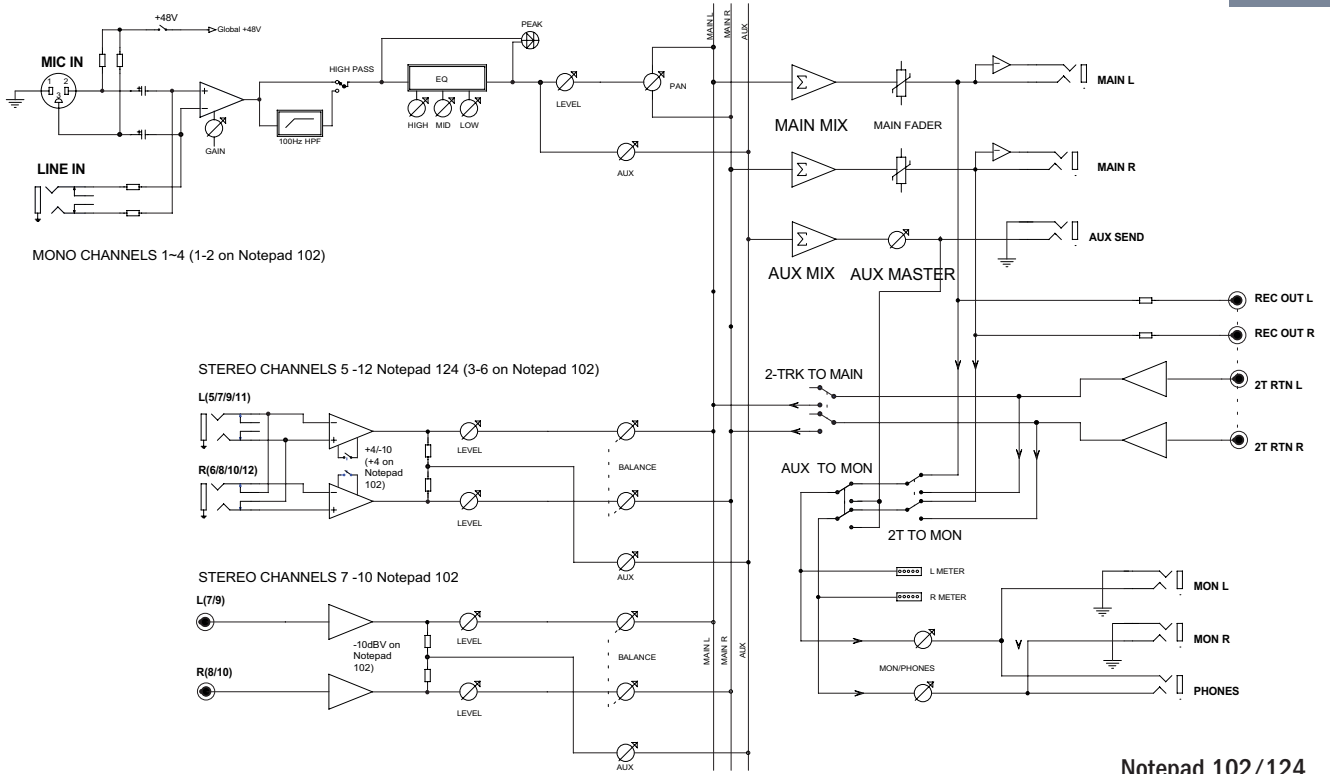 +48V
Global +48V
MIC IN
1
2
3
GAIN
100Hz HPF
HIGH PASS
EQ
HIGH
MID
LOW
PEAK
LEVEL
PAN
AUX
LINE IN
MONO CHANNELS 1~4 (1-2 on Notepad 102)
MAIN L
MAIN R
AUX
Σ
MAIN MIX
MAIN FADER
−
MAIN L
Σ
−
MAIN R
Σ
AUX MIX
AUX MASTER
AUX SEND
REC OUT L
REC OUT R
2T RTN L
2T RTN R
2-TRK TO MAIN
AUX TO MON
2T TO MON
L METER
R METER
MON/PHONES
MON L
MON R
PHONES
STEREO CHANNELS 5 -12 Notepad 124 (3-6 on Notepad 102)
L(5/7/9/11)
R(6/8/10/12)
+4/-10
(+4 on
Notepad
102)
LEVEL
LEVEL
BALANCE
AUX
STEREO CHANNELS 7 -10 Notepad 102
L(7/9)
R(8/10)
-10dBV on
Notepad
102)
LEVEL
LEVEL
BALANCE
AUX
MAIN L
MAIN R
AUX
Notepad 102/124